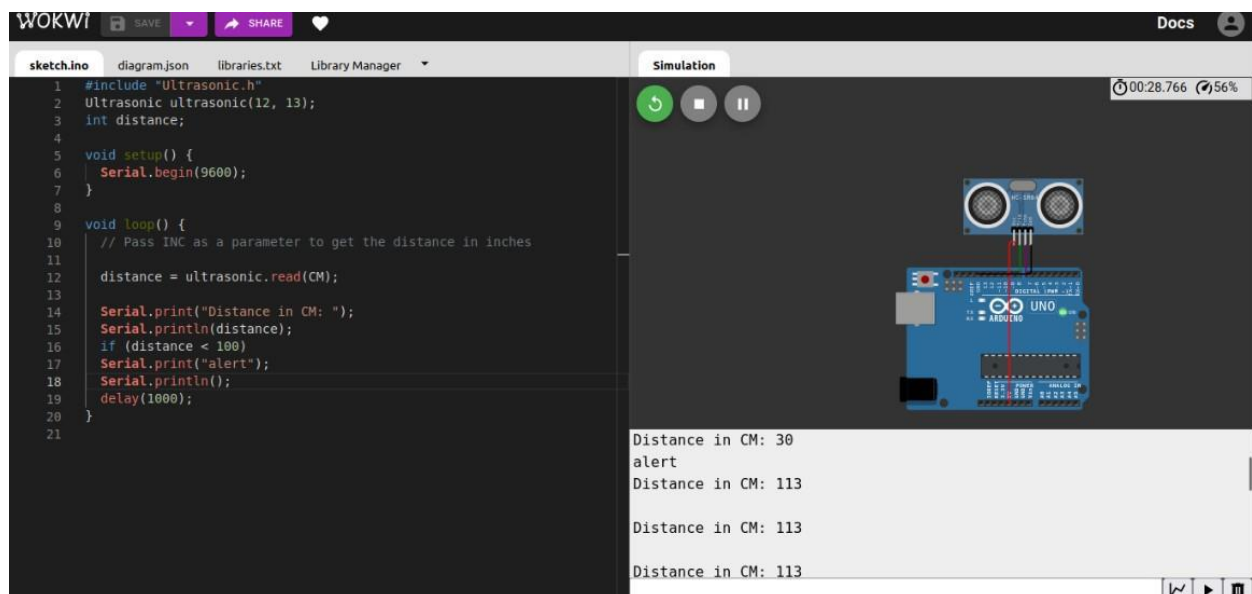 WOKWI SAVE SHARE Docs
sketch.ino diagram.json libraries.txt Library Manager Simulation
1 #include "Ultrasonic.h"
2 Ultrasonic ultrasonic(12, 13);
3 int distance;
4
5 void setup() {
6 Serial.begin(9600);
7 }
8
9 void loop() {
10 // Pass INC as a parameter to get the distance in inches
11
12 distance = ultrasonic.read(CM);
13
14 Serial.print("Distance in CM: ");
15 Serial.println(distance);
16 if (distance < 100)
17 Serial.print("alert");
18 Serial.println();
19 delay(1000);
20 }
21
00:28.766 56%
DIGITAL (PWM ~)
UNO
ARDUINO
POWER ANALOG IN
Distance in CM: 30
alert
Distance in CM: 113
Distance in CM: 113
Distance in CM: 113